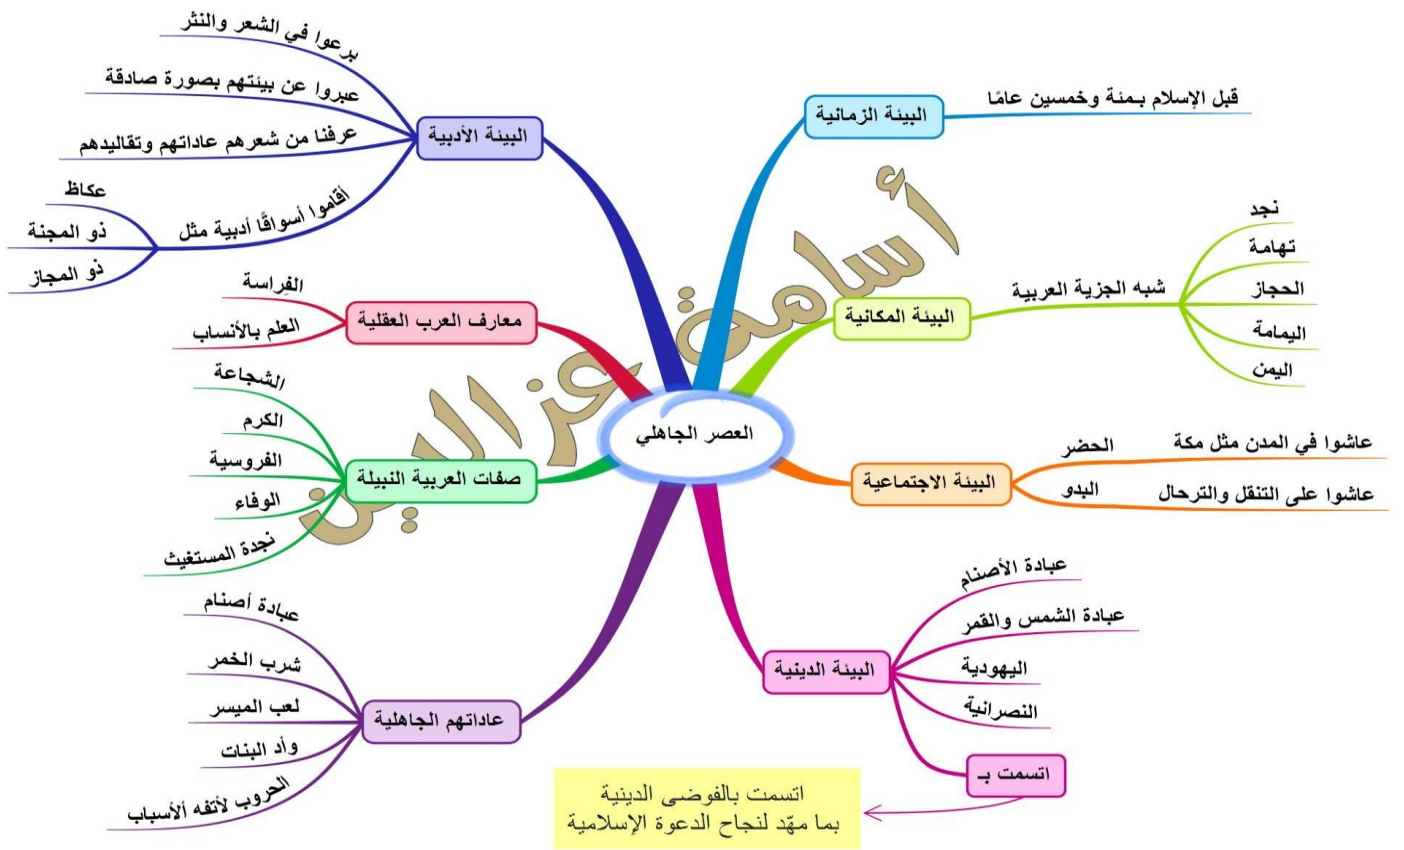 العصر الجاهلي
البيئة الزمانية
قبل الإسلام بـمئة وخمسين عامًا
البيئة المكانية
شبه الجزية العربية
نجد
تهامة
الحجاز
اليمامة
اليمن
البيئة الاجتماعية
الحضر
عاشوا في المدن مثل مكة
البدو
عاشوا على التنقل والترحال
البيئة الدينية
عبادة الأصنام
عبادة الشمس والقمر
اليهودية
النصرانية
اتسمت بـ
اتسمت بالفوضى الدينية
بما مهّد لنجاح الدعوة الإسلامية
البيئة الأدبية
برعوا في الشعر والنثر
عبروا عن بيئتهم بصورة صادقة
عرفنا من شعرهم عاداتهم وتقاليدهم
أقاموا أسواقًا أدبية مثل
عكاظ
ذو المجنة
ذو المجاز
معارف العرب العقلية
الفِراسة
العلم بالأنساب
صفات العربية النبيلة
الشجاعة
الكرم
الفروسية
الوفاء
نجدة المستغيث
عاداتهم الجاهلية
عبادة أصنام
شرب الخمر
لعب الميسر
وأد البنات
الحروب لأتفه ألأسباب
أسامة عز الدين